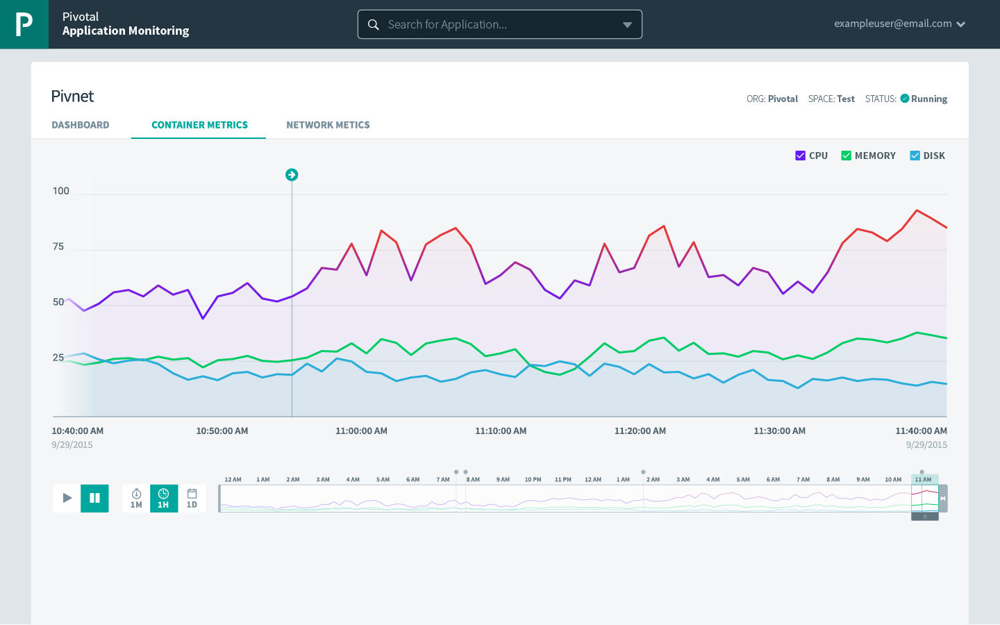 P
Pivotal
Application Monitoring
Search for Application...
exampleuser@email.com
Pivnet
ORG: Pivotal SPACE: Test STATUS: Running
DASHBOARD CONTAINER METRICS NETWORK METICS
CPU MEMORY DISK
100
75
50
25
10:40:00 AM 10:50:00 AM 11:00:00 AM 11:10:00 AM 11:20:00 AM 11:30:00 AM 11:40:00 AM
9/29/2015 9/29/2015
12 AM 1 AM 2 AM 3 AM 4 AM 5 AM 6 AM 7 AM 8 AM 9 AM 10 PM 11 PM 12 AM 1 AM 2 AM 3 AM 4 AM 5 AM 6 AM 7 AM 8 AM 9 AM 10 AM 11 AM
1M 1H 1D